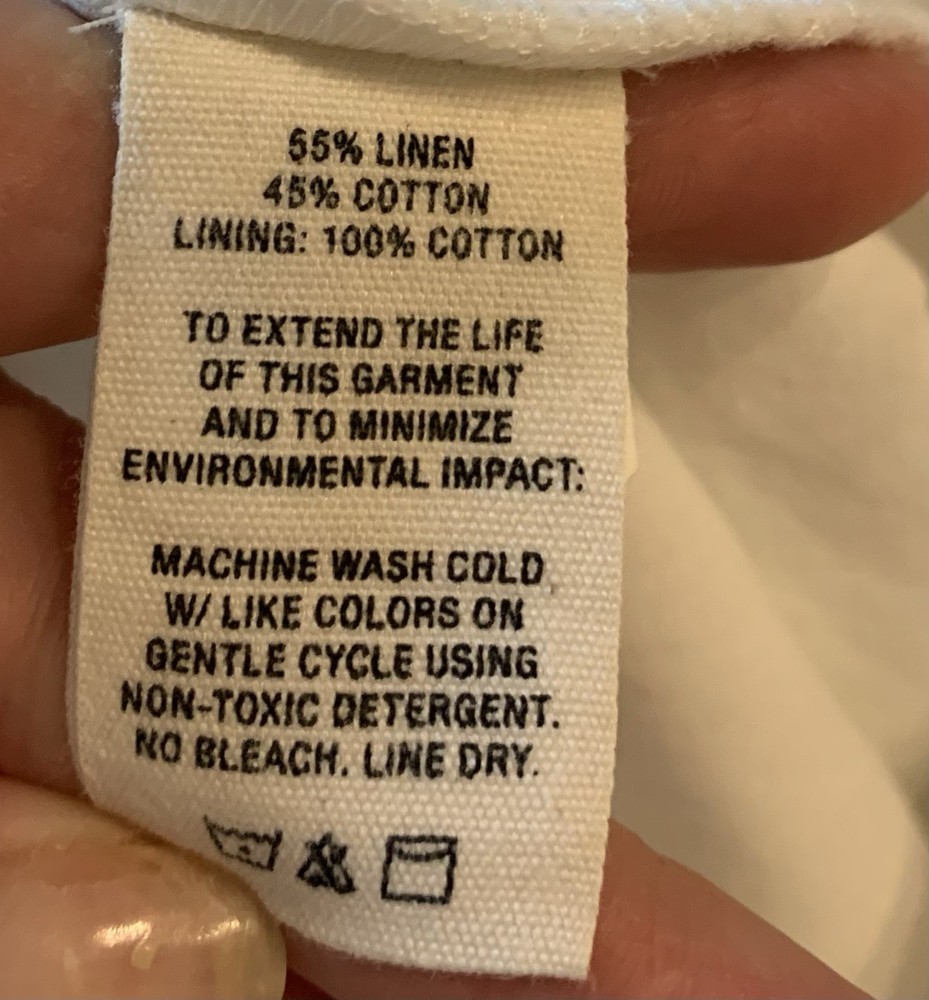 55% LINEN
45% COTTON
LINING: 100% COTTON
TO EXTEND THE LIFE
OF THIS GARMENT
AND TO MINIMIZE
ENVIRONMENTAL IMPACT:
MACHINE WASH COLD
W/ LIKE COLORS ON
GENTLE CYCLE USING
NON-TOXIC DETERGENT.
NO BLEACH. LINE DRY.